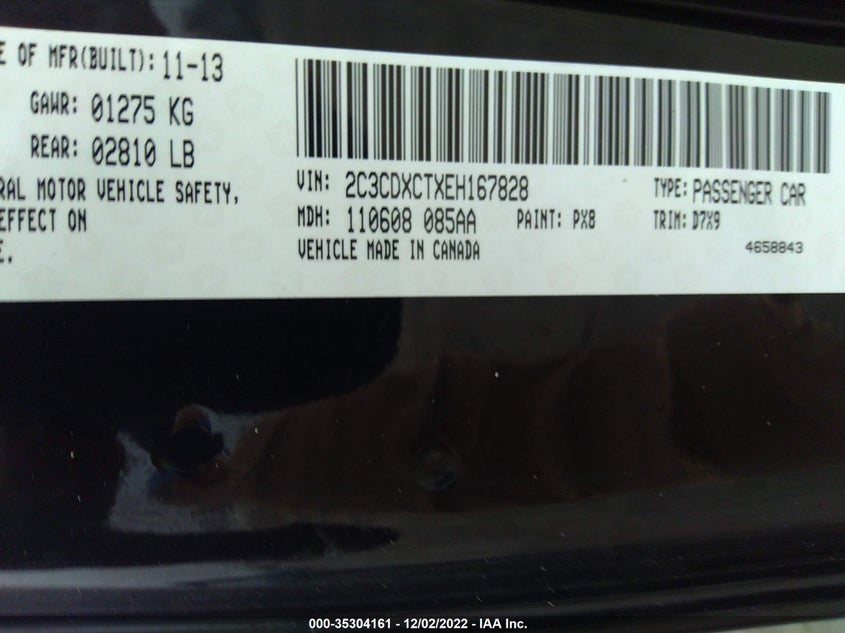 E OF MFR(BUILT): 11-13
GAWR: 01275 KG
REAR: 02810 LB
RAL MOTOR VEHICLE SAFETY,
EFFECT ON
E.
VIN: 2C3CDXCTXEH167828
TYPE: PASSENGER CAR
MDH: 110608 085AA PAINT: PX8 TRIM: D7X9
VEHICLE MADE IN CANADA
4658843
000-35304161 - 12/02/2022 - IAA Inc.